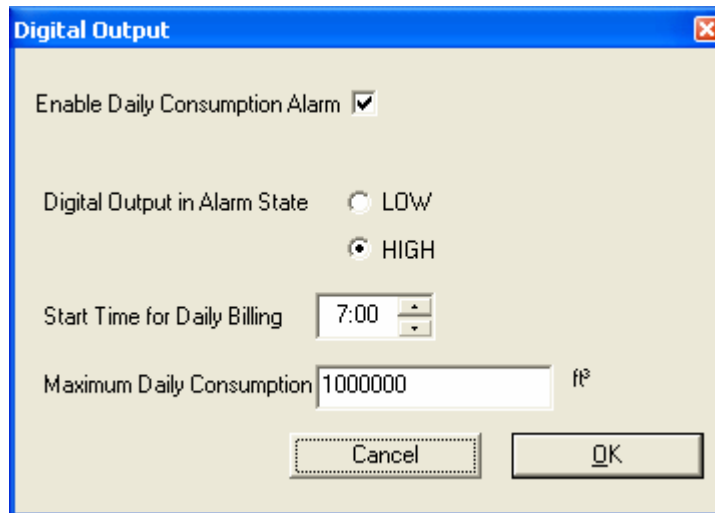 Digital Output
Enable Daily Consumption Alarm
Digital Output in Alarm State
LOW
HIGH
Start Time for Daily Billing 7:00
Maximum Daily Consumption 1000000 ft³
Cancel OK